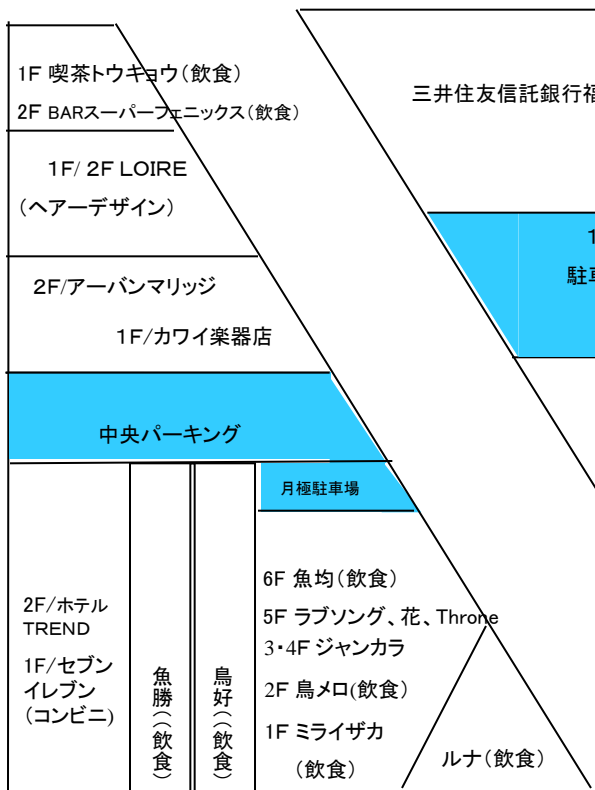 1F 喫茶トウキョウ(飲食)
2F BARスーパーフェニックス(飲食)
三井住友信託銀行福
1F/ 2F LOIRE
(ヘアーデザイン)
1
駐車
2F/アーバンマリッジ
1F/カワイ楽器店
中央パーキング
月極駐車場
2F/ホテル
TREND
1F/セブン
イレブン
(コンビニ)
魚勝((飲食)
鳥好((飲食)
6F 魚均(飲食)
5F ラブソング、花、Throne
3・4F ジャンカラ
2F 鳥メロ(飲食)
1F ミライザカ
(飲食)
ルナ(飲食)